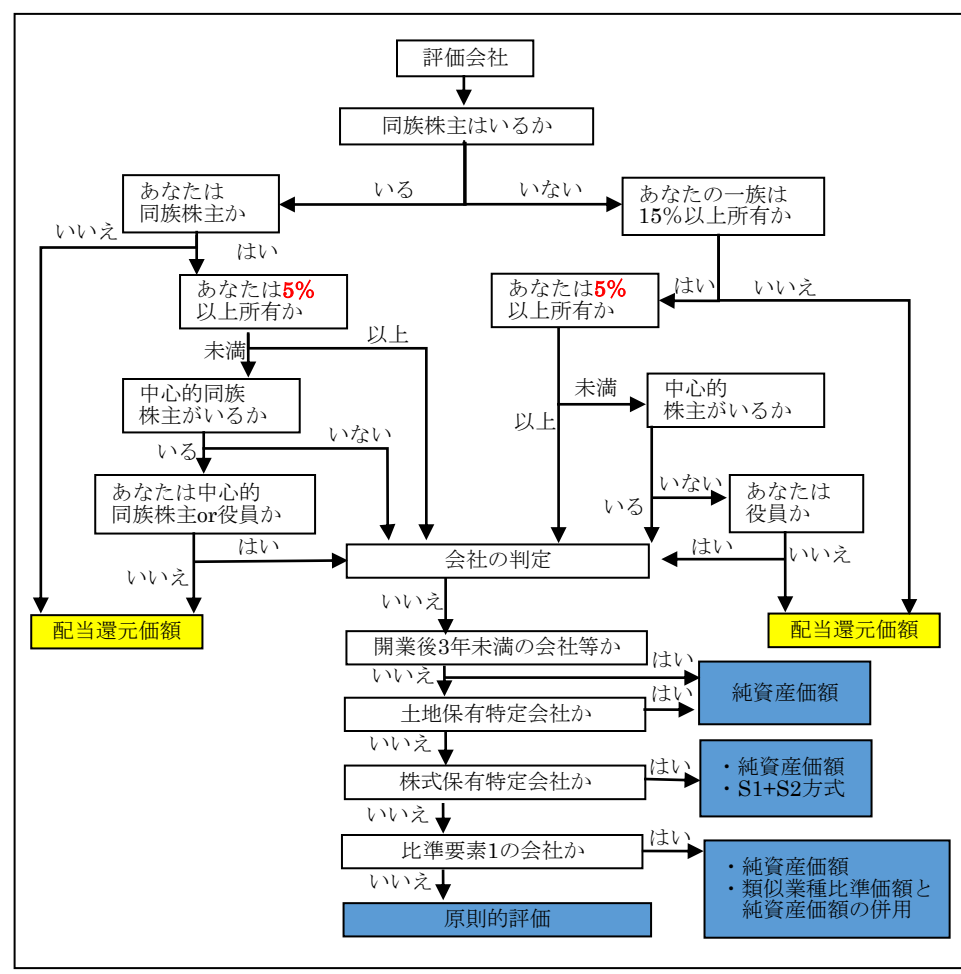 評価会社
同族株主はいるか
いる
いない
あなたは
同族株主か
あなたの一族は
15%以上所有か
いいえ
はい
あなたは5%
以上所有か
あなたは5%
以上所有か
はい
いいえ
未満
以上
中心的同族
株主がいるか
未満
以上
中心的
株主がいるか
いる
いない
あなたは中心的
同族株主or役員か
いる
いない
あなたは
役員か
はい
いいえ
会社の判定
はい
いいえ
配当還元価額
配当還元価額
いいえ
開業後3年未満の会社等か
はい
いいえ
純資産価額
土地保有特定会社か
はい
いいえ
株式保有特定会社か
はい
・純資産価額
・S1+S2方式
いいえ
比準要素1の会社か
はい
・純資産価額
・類似業種比準価額と
純資産価額の併用
いいえ
原則的評価